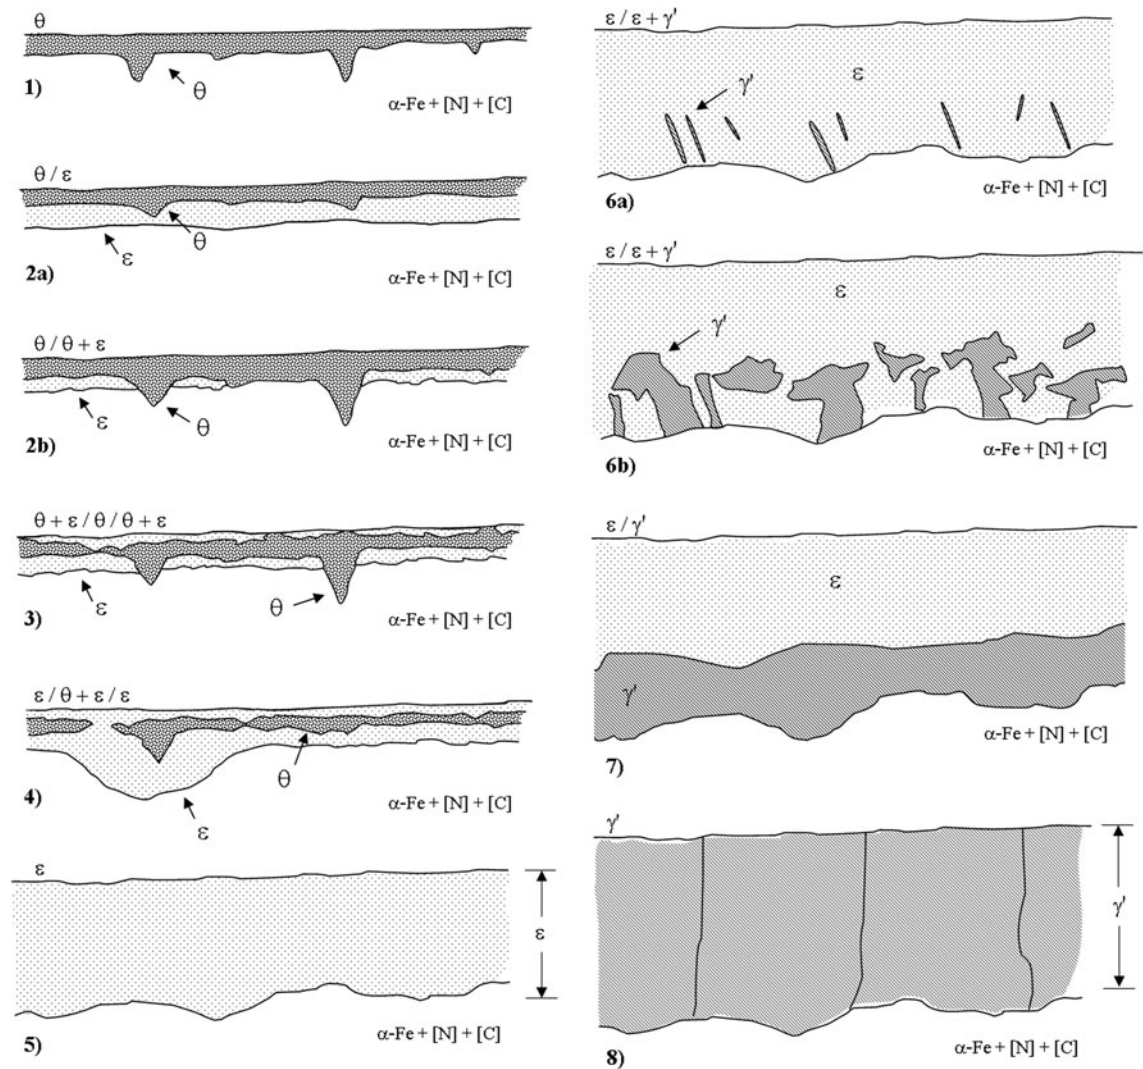 θ
θ
1)
α-Fe + [N] + [C]
θ / ε
θ
ε
2a)
α-Fe + [N] + [C]
θ / θ + ε
ε
θ
2b)
α-Fe + [N] + [C]
θ + ε / θ / θ + ε
ε
θ
3)
α-Fe + [N] + [C]
ε / θ + ε / ε
θ
4)
α-Fe + [N] + [C]
ε
ε
ε
5)
α-Fe + [N] + [C]
ε / ε + γ'
ε
γ'
α-Fe + [N] + [C]
6a)
ε / ε + γ'
ε
γ'
α-Fe + [N] + [C]
6b)
ε / γ'
ε
γ'
α-Fe + [N] + [C]
7)
γ'
γ'
α-Fe + [N] + [C]
8)